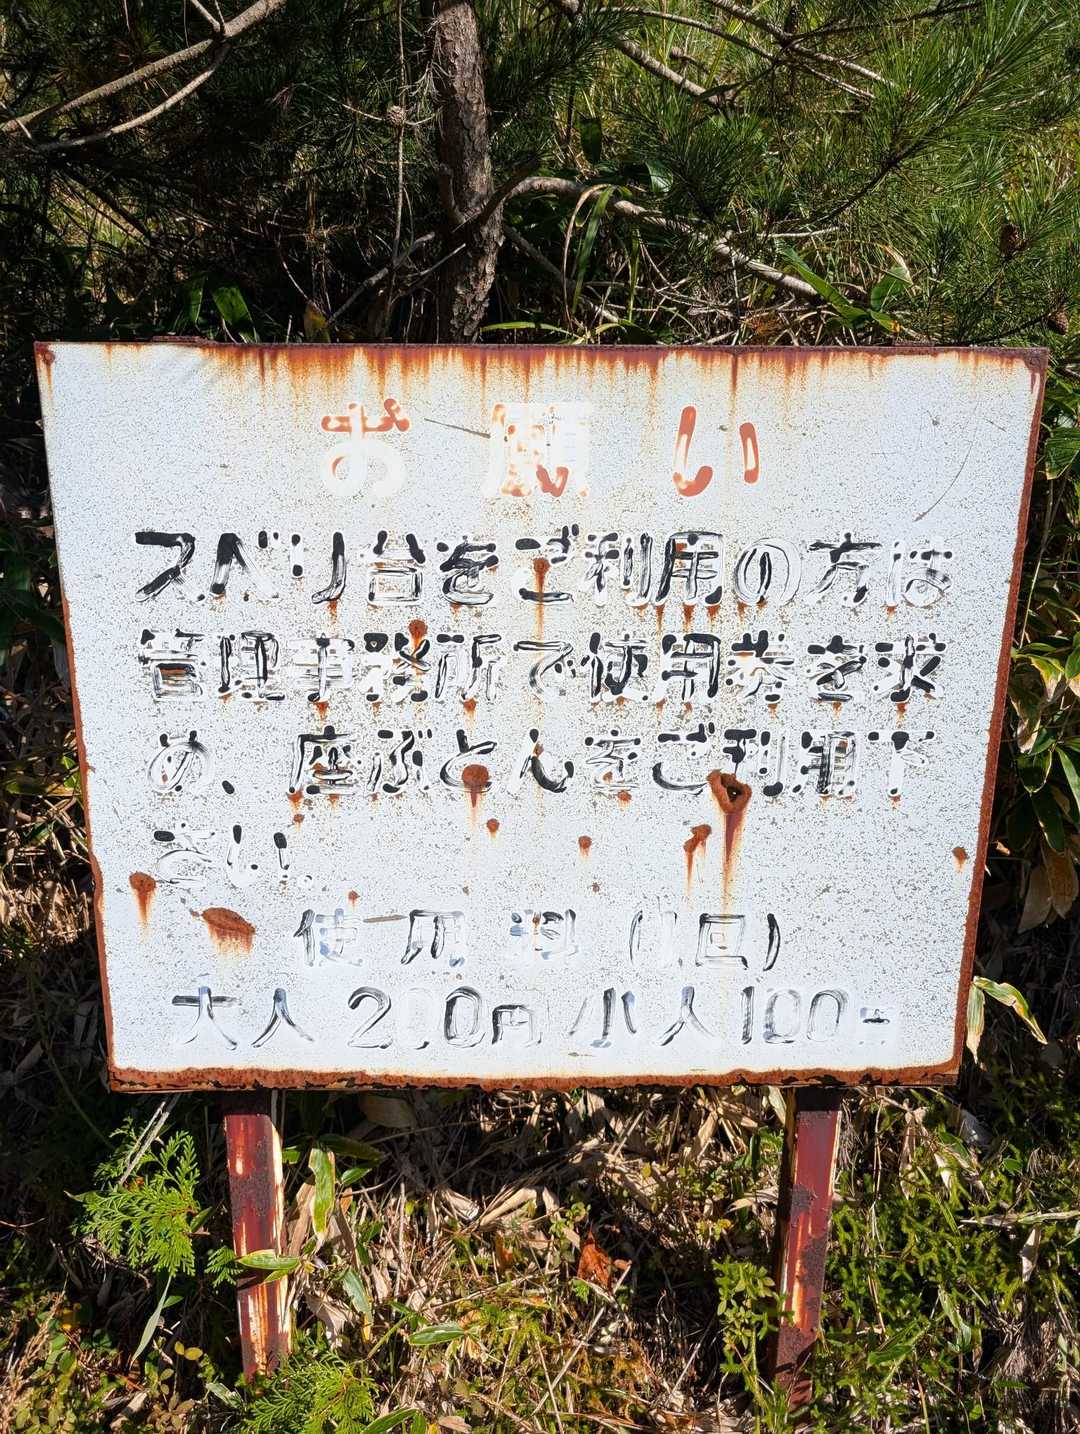 お願い
スベリ台をご利用の方は
管理事務所で使用券を求
め、座ぶとんをご利用下
さい。
使用料(1回)
大人200円小人100円